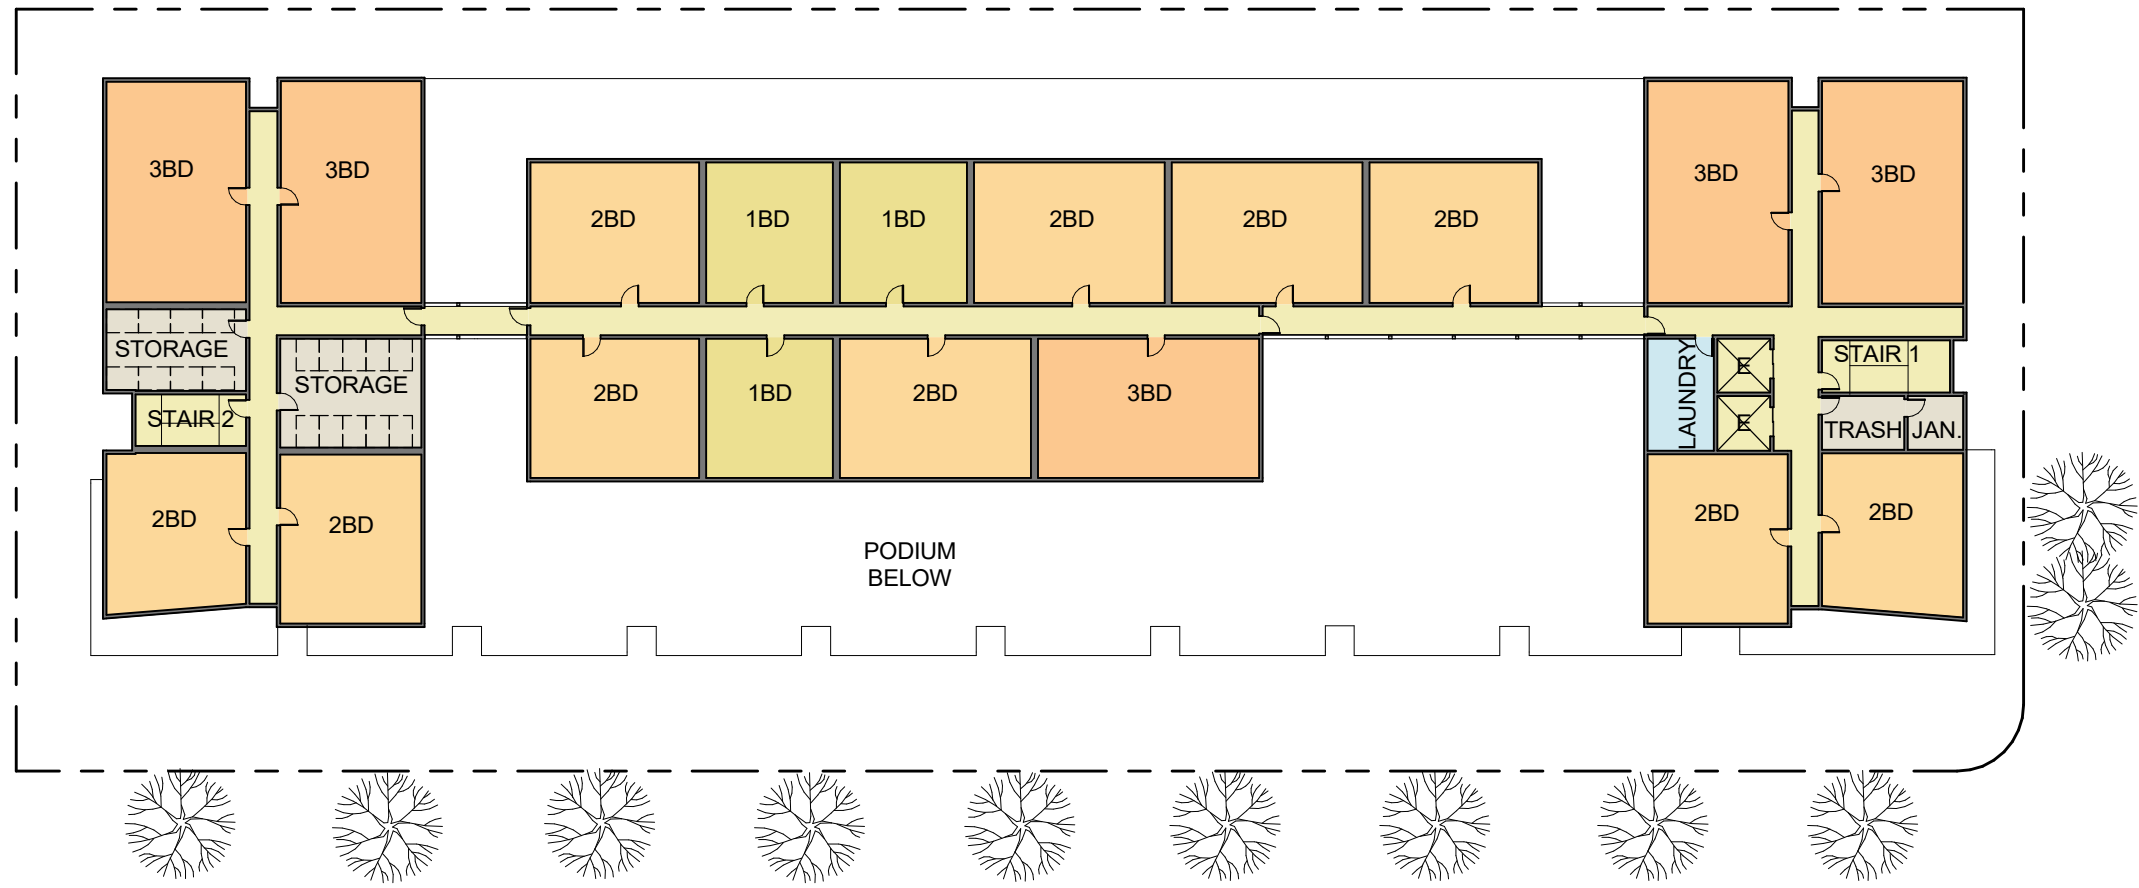 3BD
3BD
3BD
3BD
2BD
1BD
1BD
2BD
2BD
2BD
STORAGE
STORAGE
STAIR 2
2BD
1BD
2BD
3BD
LAUNDRY
E
E
STAIR 1
TRASH
JAN.
2BD
2BD
2BD
2BD
PODIUM
BELOW